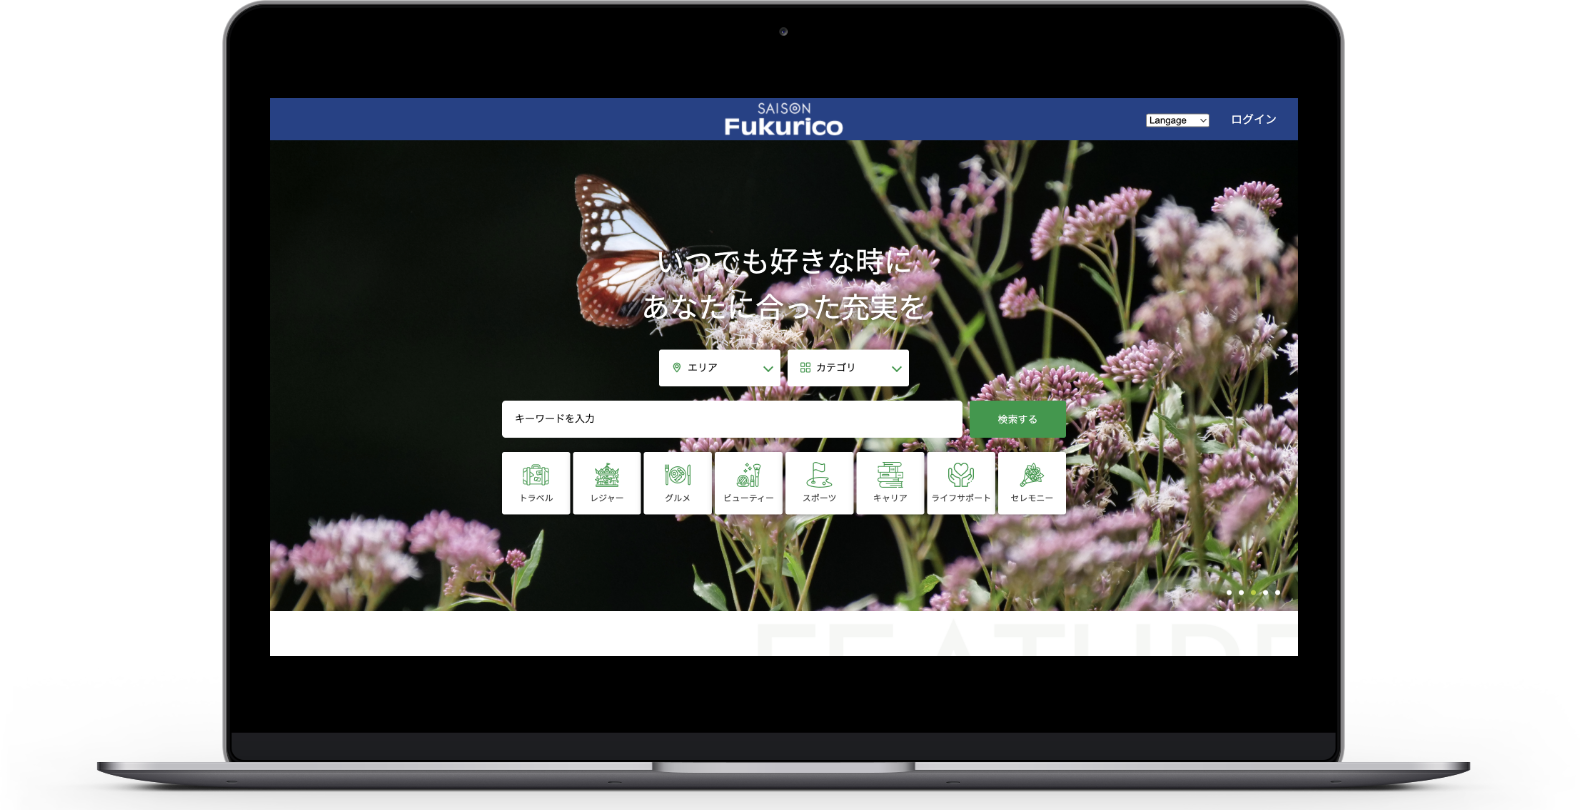 SAISON
Fukurico
Langage
ログイン
いつでも好きな時に
あなたに合った充実を
エリア
カテゴリ
キーワードを入力
検索する
トラベル
レジャー
グルメ
ビューティー
スポーツ
キャリア
ライフサポート
セレモニー
FEATURE